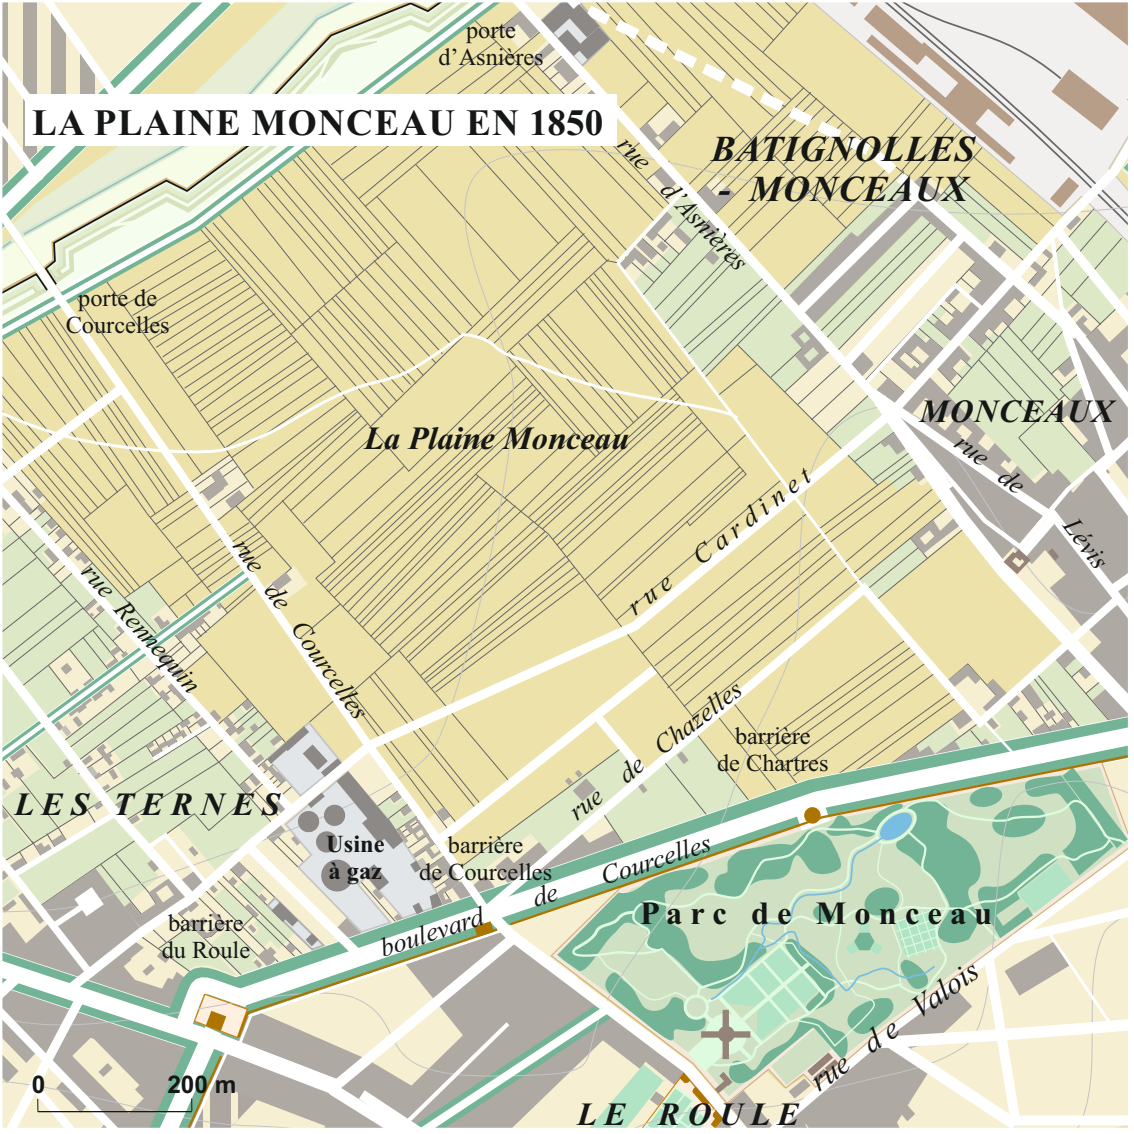 porte
d'Asnières
LA PLAINE MONCEAU EN 1850
BATIGNOLLES
- MONCEAUX
rue d'Asnières
porte de
Courcelles
La Plaine Monceau
MONCEAUX
rue de Lévis
rue Cardinet
rue de Courcelles
rue Rennequin
rue de Chazelles
barrière
de Chartres
LES TERNES
Usine
à gaz
barrière
de Courcelles
boulevard de Courcelles
Parc de Monceau
barrière
du Roule
rue de Valois
0 200 m
LE ROULE